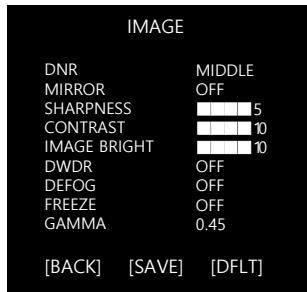 IMAGE
DNR MIDDLE
MIRROR OFF
SHARPNESS 5
CONTRAST 10
IMAGE BRIGHT 10
DWDR OFF
DEFOG OFF
FREEZE OFF
GAMMA 0.45
[BACK] [SAVE] [DFLT]